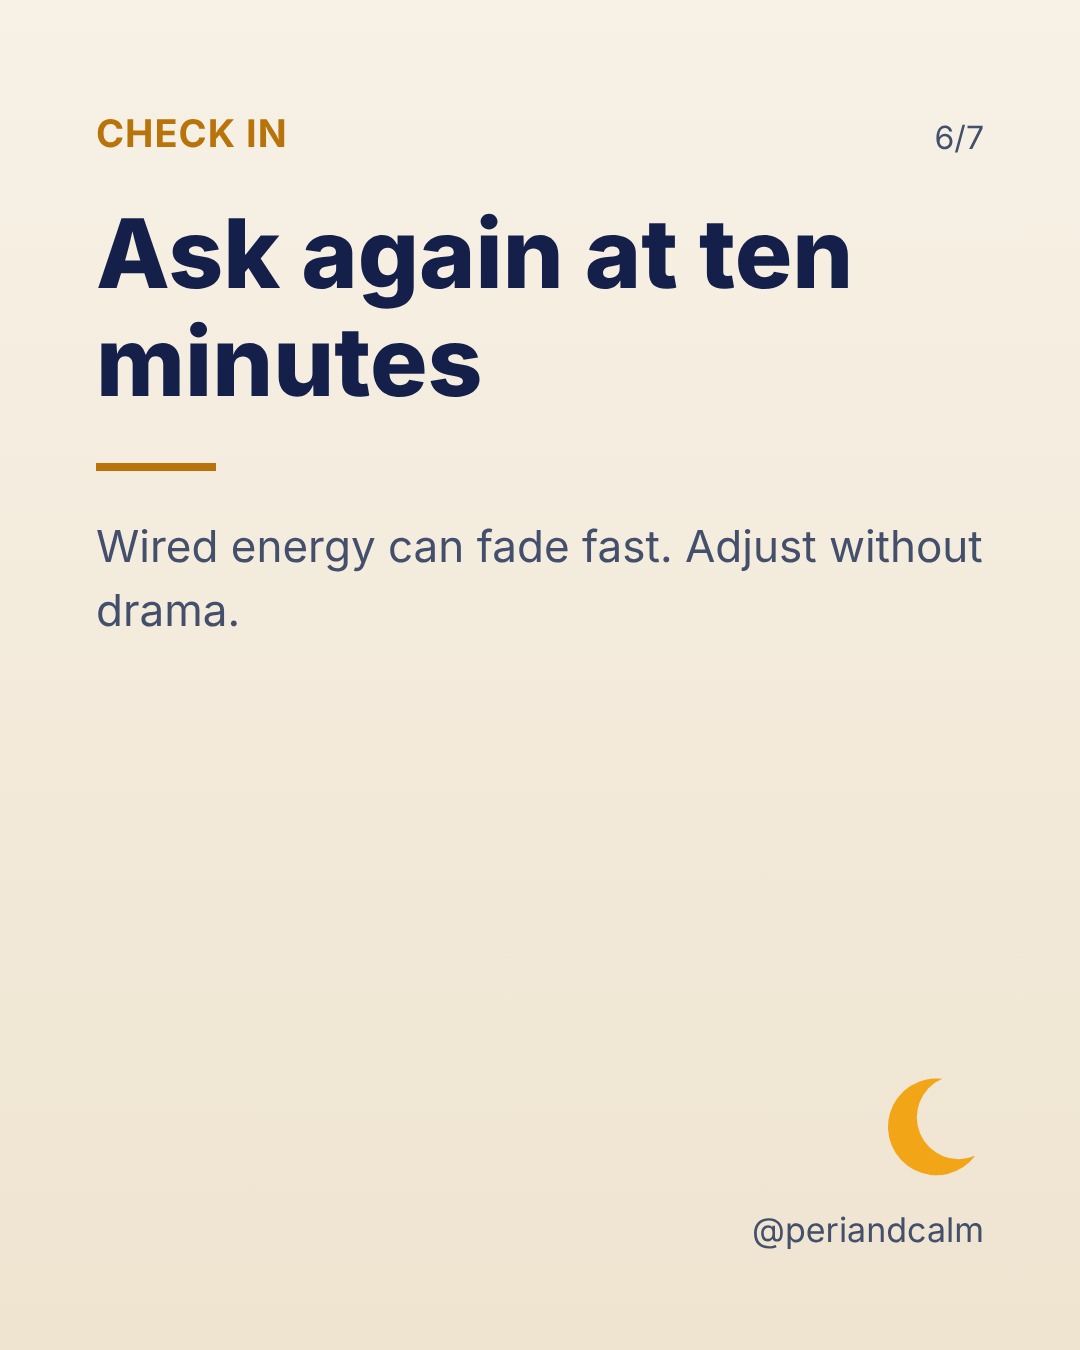 CHECK IN
6/7
Ask again at ten
minutes
Wired energy can fade fast. Adjust without
drama.
@periandcalm